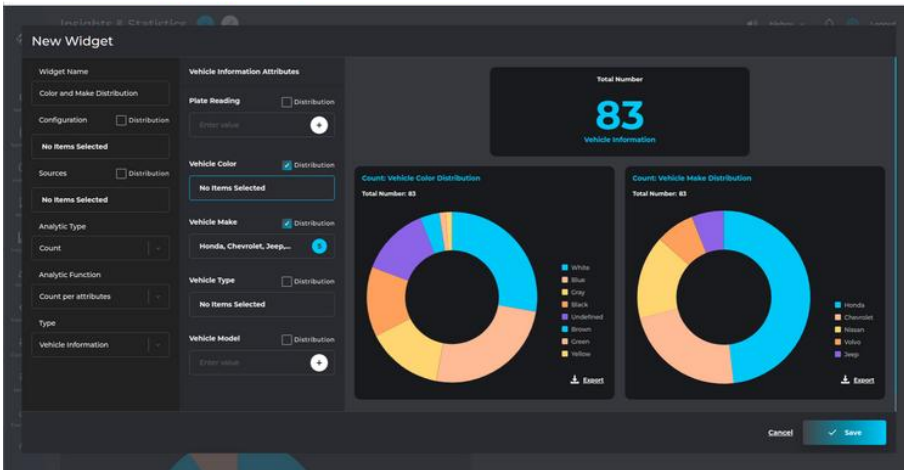 Insights & Statistics
Logout
New Widget
Widget Name
Color and Make Distribution
Configuration
Distribution
No Items Selected
Sources
Distribution
No Items Selected
Analytic Type
Count
Analytic Function
Count per attributes
Type
Vehicle Information
Vehicle Information Attributes
Plate Reading
Distribution
Enter value
Vehicle Color
Distribution
No Items Selected
Vehicle Make
Distribution
Honda, Chevrolet, Jeep,...
5
Vehicle Type
Distribution
No Items Selected
Vehicle Model
Distribution
Enter value
Total Number
83
Vehicle Information
Count: Vehicle Color Distribution
Total Number: 83
White
Blue
Gray
Black
Undefined
Brown
Green
Yellow
Export
Count: Vehicle Make Distribution
Total Number: 83
Honda
Chevrolet
Nissan
Volvo
Jeep
Export
Cancel
Save